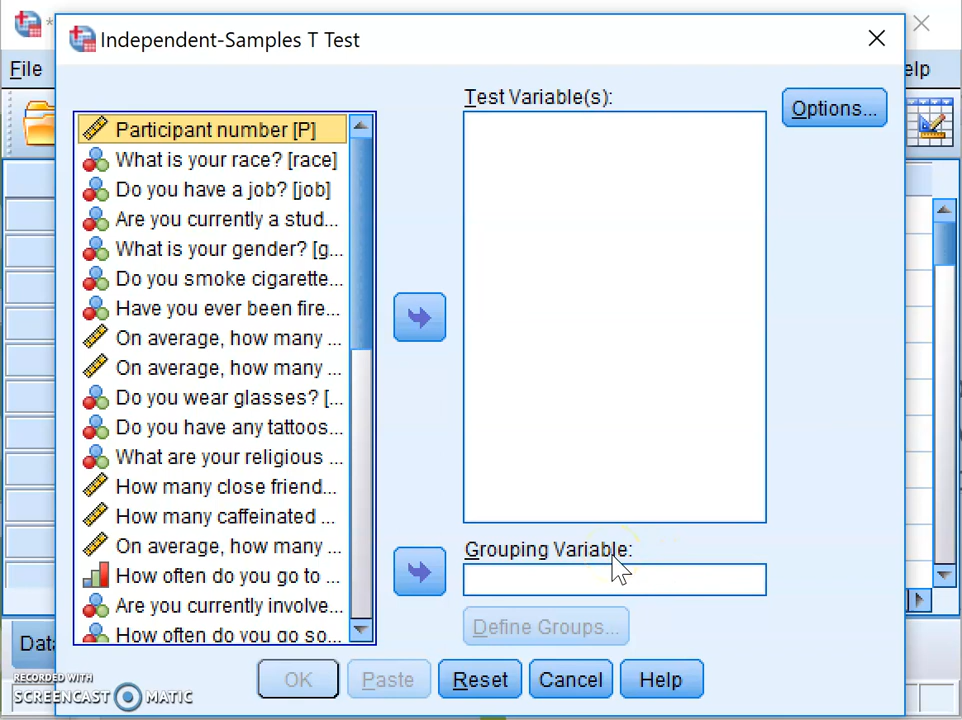 *
Independent-Samples T Test
File
elp
Test Variable(s):
Options...
Participant number [P]
What is your race? [race]
Do you have a job? [job]
Are you currently a stud...
What is your gender? [g...
Do you smoke cigarette...
Have you ever been fire...
On average, how many ...
On average, how many ...
Do you wear glasses? [...
Do you have any tattoos...
What are your religious ...
How many close friend...
How many caffeinated ...
On average, how many ...
How often do you go to ...
Are you currently involve...
How often do you go so...
Grouping Variable:
Define Groups...
Data
OK
Paste
Reset
Cancel
Help
RECORDED WITH
SCREENCAST MATIC